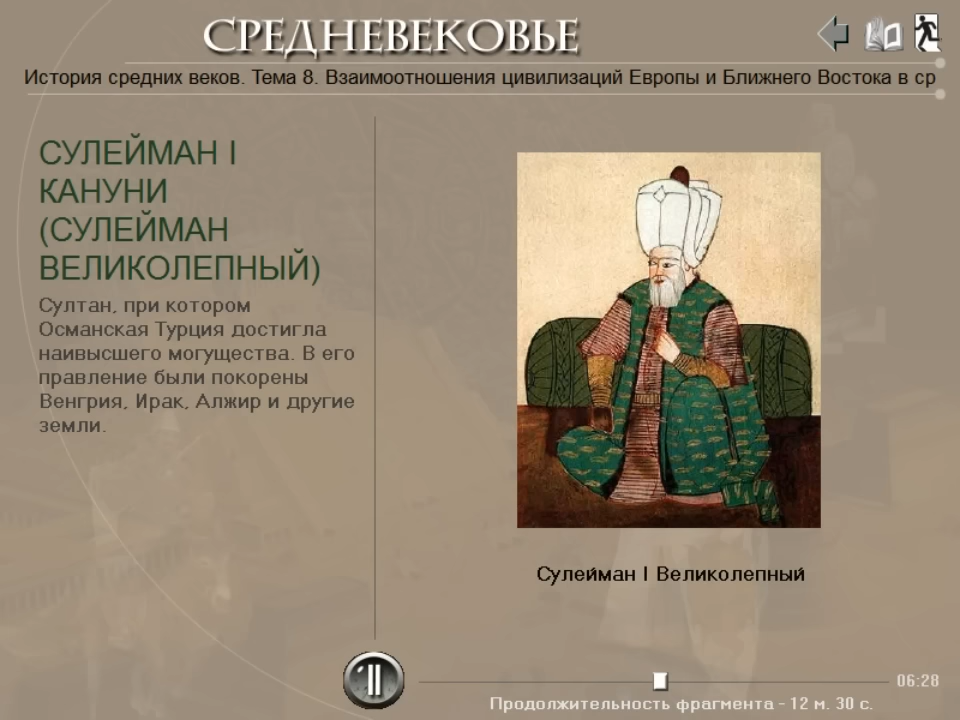 СРЕДНЕВЕКОВЬЕ
История средних веков. Тема 8. Взаимоотношения цивилизаций Европы и Ближнего Востока в ср
СУЛЕЙМАН I
КАНУНИ
(СУЛЕЙМАН
ВЕЛИКОЛЕПНЫЙ)
Султан, при котором
Османская Турция достигла
наивысшего могущества. В его
правление были покорены
Венгрия, Ирак, Алжир и другие
земли.
Сулейман I Великолепный
06:28
Продолжительность фрагмента - 12 м. 30 с.